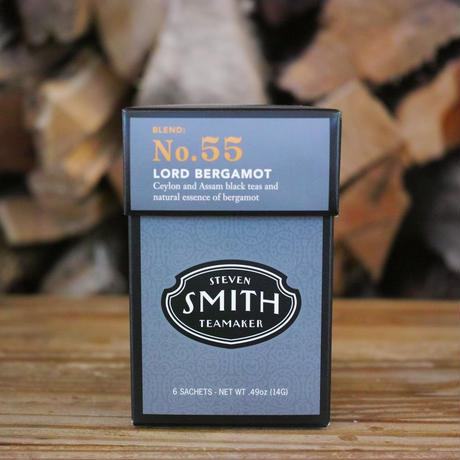 BLEND:
No.55
LORD BERGAMOT
Ceylon and Assam black teas and
natural essence of bergamot
STEVEN
SMITH
TEAMAKER
6 SACHETS - NET WT .49oz (14G)